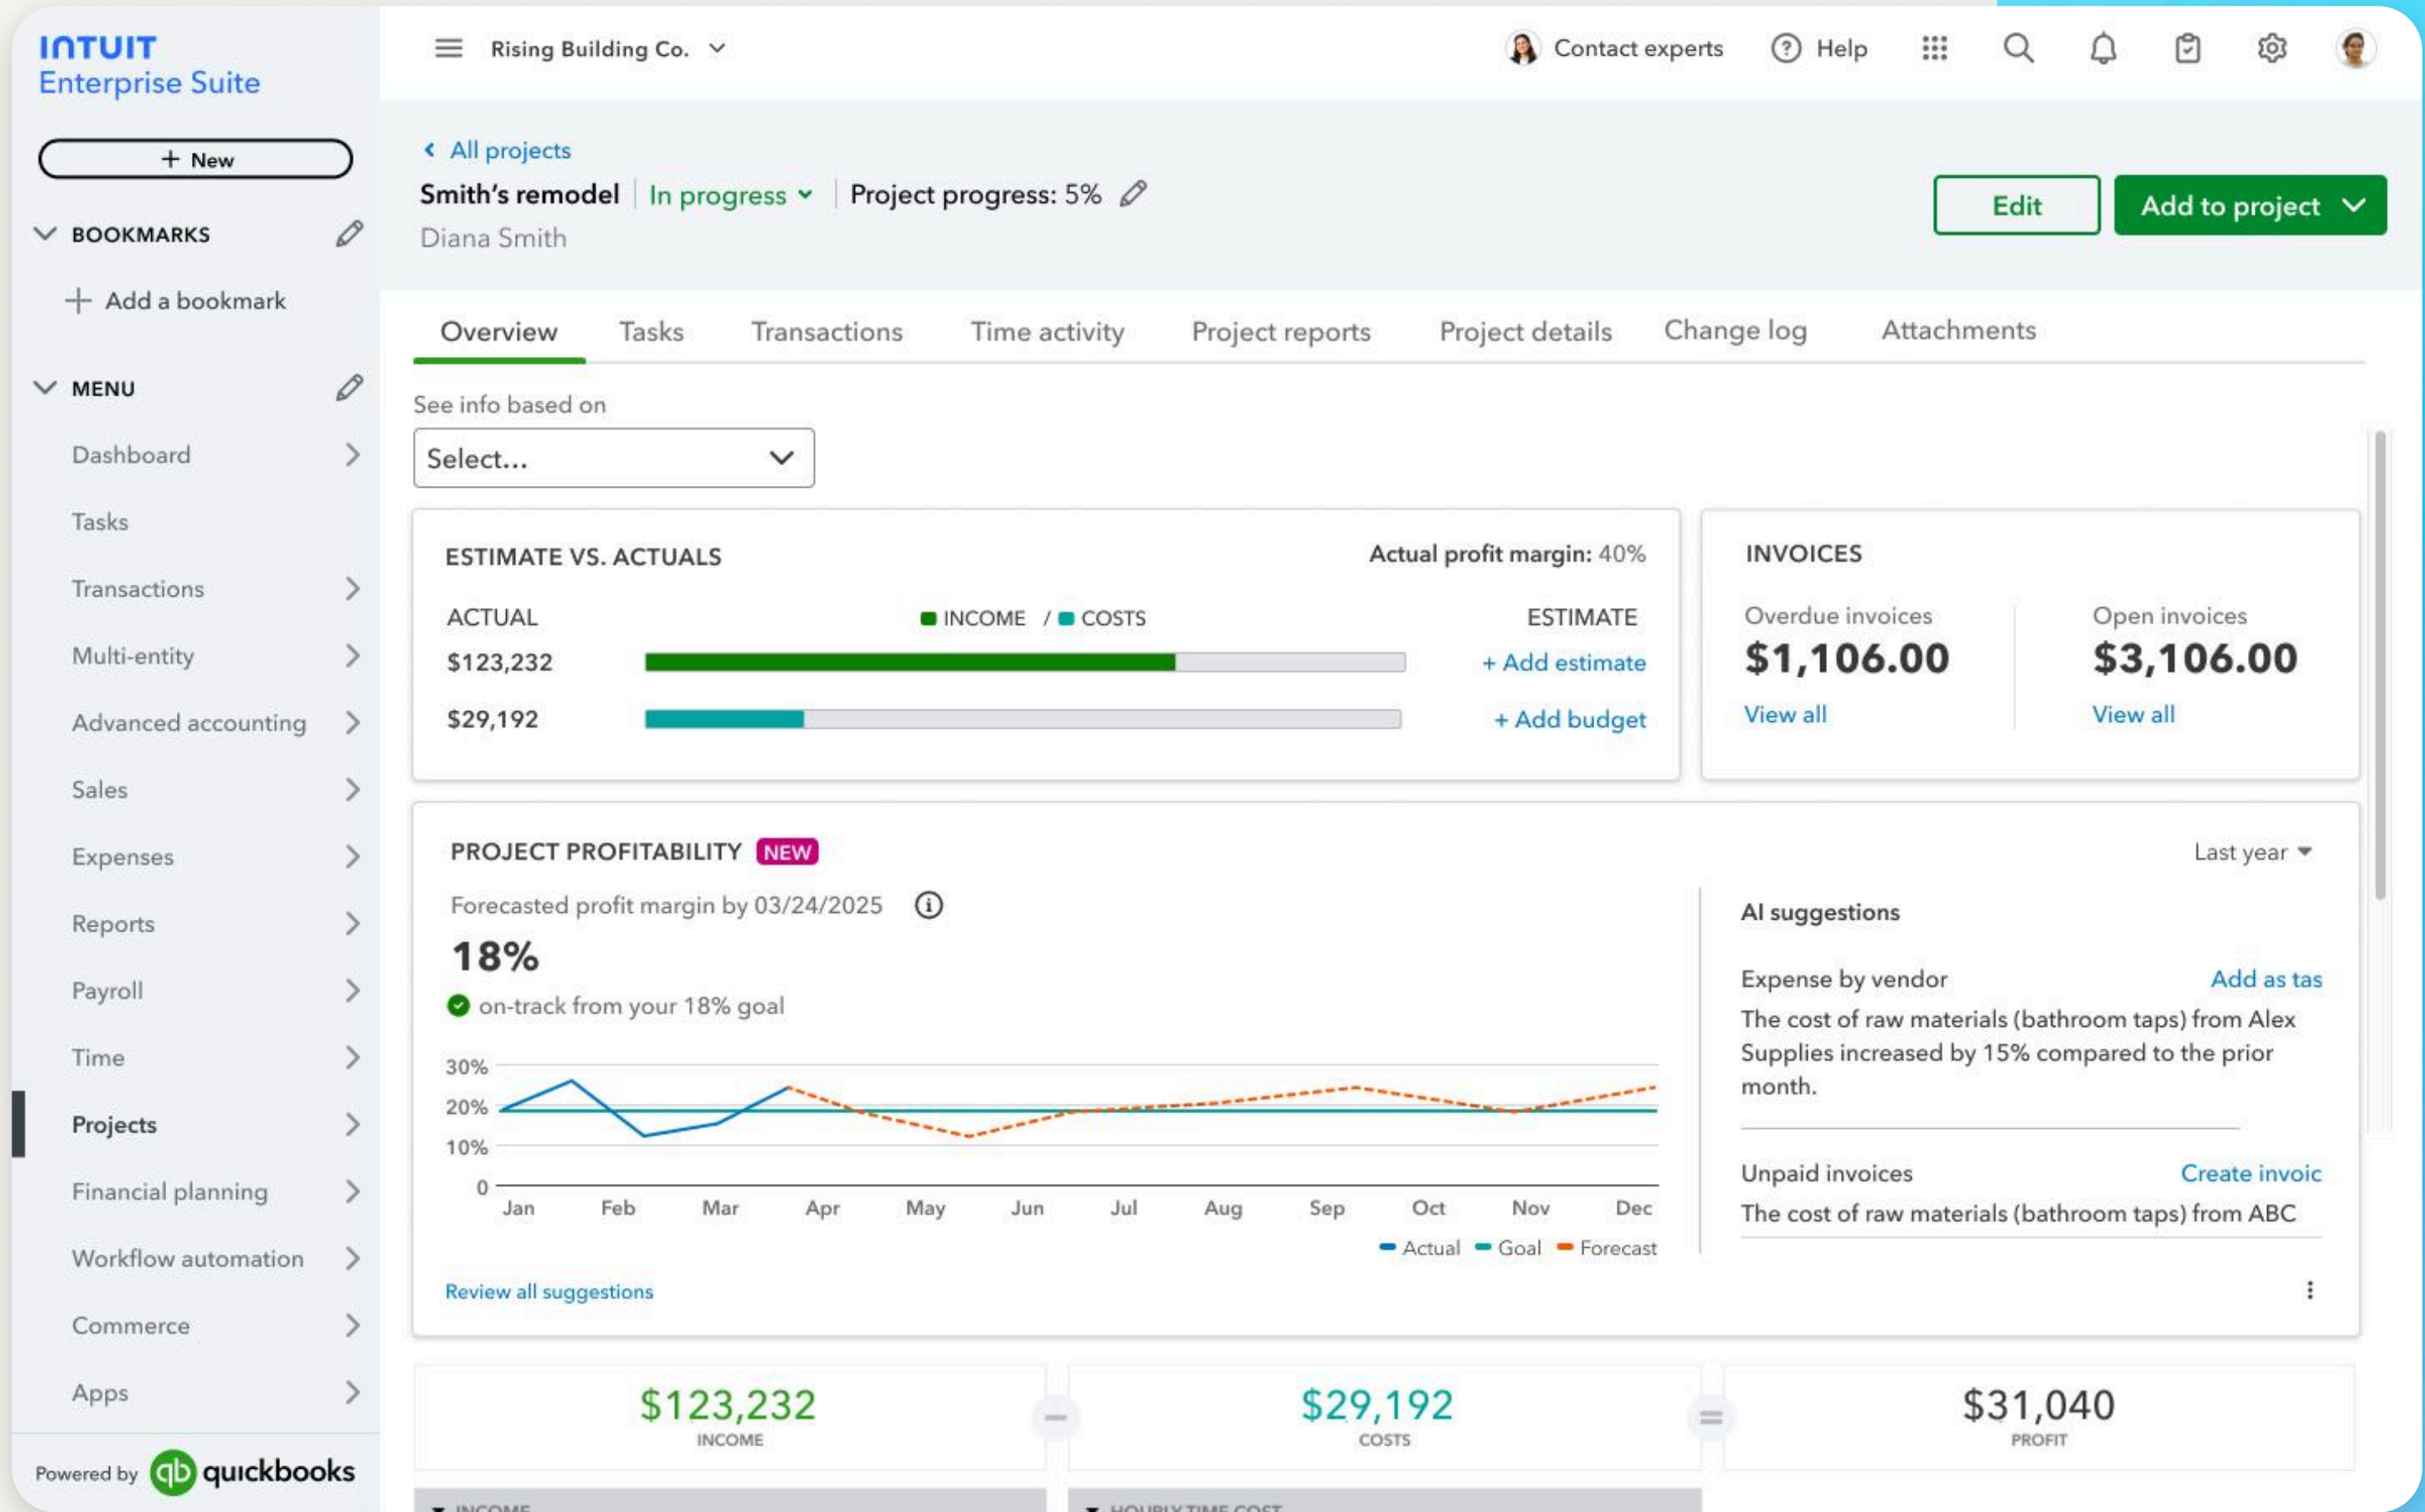 INTUIT
Enterprise Suite
+ New
BOOKMARKS
+ Add a bookmark
MENU
Dashboard
Tasks
Transactions
Multi-entity
Advanced accounting
Sales
Expenses
Reports
Payroll
Time
Projects
Financial planning
Workflow automation
Commerce
Apps
Powered by qb quickbooks
Rising Building Co.
Contact experts
? Help
All projects
Smith's remodel | In progress | Project progress: 5%
Diana Smith
Edit
Add to project
Overview Tasks Transactions Time activity Project reports Project details Change log Attachments
See info based on
Select...
ESTIMATE VS. ACTUALS
Actual profit margin: 40%
ACTUAL
INCOME / COSTS
ESTIMATE
$123,232
+ Add estimate
$29,192
+ Add budget
INVOICES
Overdue invoices
$1,106.00
View all
Open invoices
$3,106.00
View all
PROJECT PROFITABILITY NEW
Last year
Forecasted profit margin by 03/24/2025
18%
on-track from your 18% goal
30%
20%
10%
0
Jan Feb Mar Apr May Jun Jul Aug Sep Oct Nov Dec
Actual Goal Forecast
Review all suggestions
AI suggestions
Expense by vendor
Add as tas
The cost of raw materials (bathroom taps) from Alex
Supplies increased by 15% compared to the prior
month.
Unpaid invoices
Create invoic
The cost of raw materials (bathroom taps) from ABC
$123,232
INCOME
−
$29,192
COSTS
=
$31,040
PROFIT
INCOME
HOURLY TIME COST